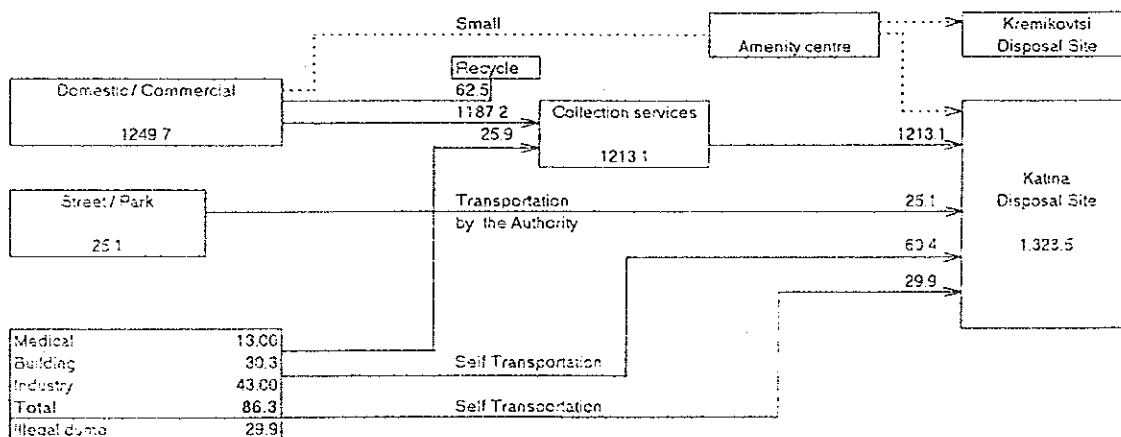 Small
Amenity centre
Kremikovtsi
Disposal Site
Recycle
Domestic / Commercial
62.5
1249.7
1187.2
25.9
Collection services
1213.1
1213.1
Katina
Disposal Site
1.323.5
Street / Park
25.1
Transportation
by the Authority
25.1
60.4
29.9
Medical 13.00
Building 30.3
Industry 43.00
Total 86.3
Illegal dump 29.9
Self Transportation
Self Transportation